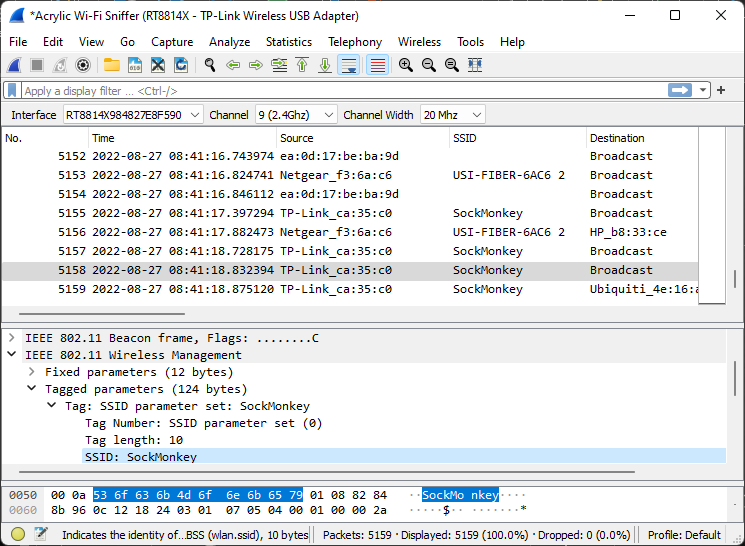 *Acrylic Wi-Fi Sniffer (RT8814X - TP-Link Wireless USB Adapter)
File Edit View Go Capture Analyze Statistics Telephony Wireless Tools Help
Apply a display filter ... <Ctrl-/>
Interface RT8814X984827E8F590 Channel 9 (2.4Ghz) Channel Width 20 Mhz
No. Time Source SSID Destination
5152 2022-08-27 08:41:16.743974 ea:0d:17:be:ba:9d Broadcast
5153 2022-08-27 08:41:16.824741 Netgear_f3:6a:c6 USI-FIBER-6AC6 2 Broadcast
5154 2022-08-27 08:41:16.846112 ea:0d:17:be:ba:9d Broadcast
5155 2022-08-27 08:41:17.397294 TP-Link_ca:35:c0 SockMonkey Broadcast
5156 2022-08-27 08:41:17.882473 Netgear_f3:6a:c6 USI-FIBER-6AC6 2 HP_b8:33:ce
5157 2022-08-27 08:41:18.728175 TP-Link_ca:35:c0 SockMonkey Broadcast
5158 2022-08-27 08:41:18.832394 TP-Link_ca:35:c0 SockMonkey Broadcast
5159 2022-08-27 08:41:18.875120 TP-Link_ca:35:c0 SockMonkey Ubiquiti_4e:16:a
IEEE 802.11 Beacon frame, Flags: ........C
IEEE 802.11 Wireless Management
Fixed parameters (12 bytes)
Tagged parameters (124 bytes)
Tag: SSID parameter set: SockMonkey
Tag Number: SSID parameter set (0)
Tag length: 10
SSID: SockMonkey
0050 00 0a 53 6f 63 6b 4d 6f 6e 6b 65 79 01 08 82 84 ··SockMo nkey····
0060 8b 96 0c 12 18 24 03 01 07 05 04 00 01 00 00 2a ·····$·· ·······*
Indicates the identity of…BSS (wlan.ssid), 10 bytes Packets: 5159 · Displayed: 5159 (100.0%) · Dropped: 0 (0.0%) Profile: Default